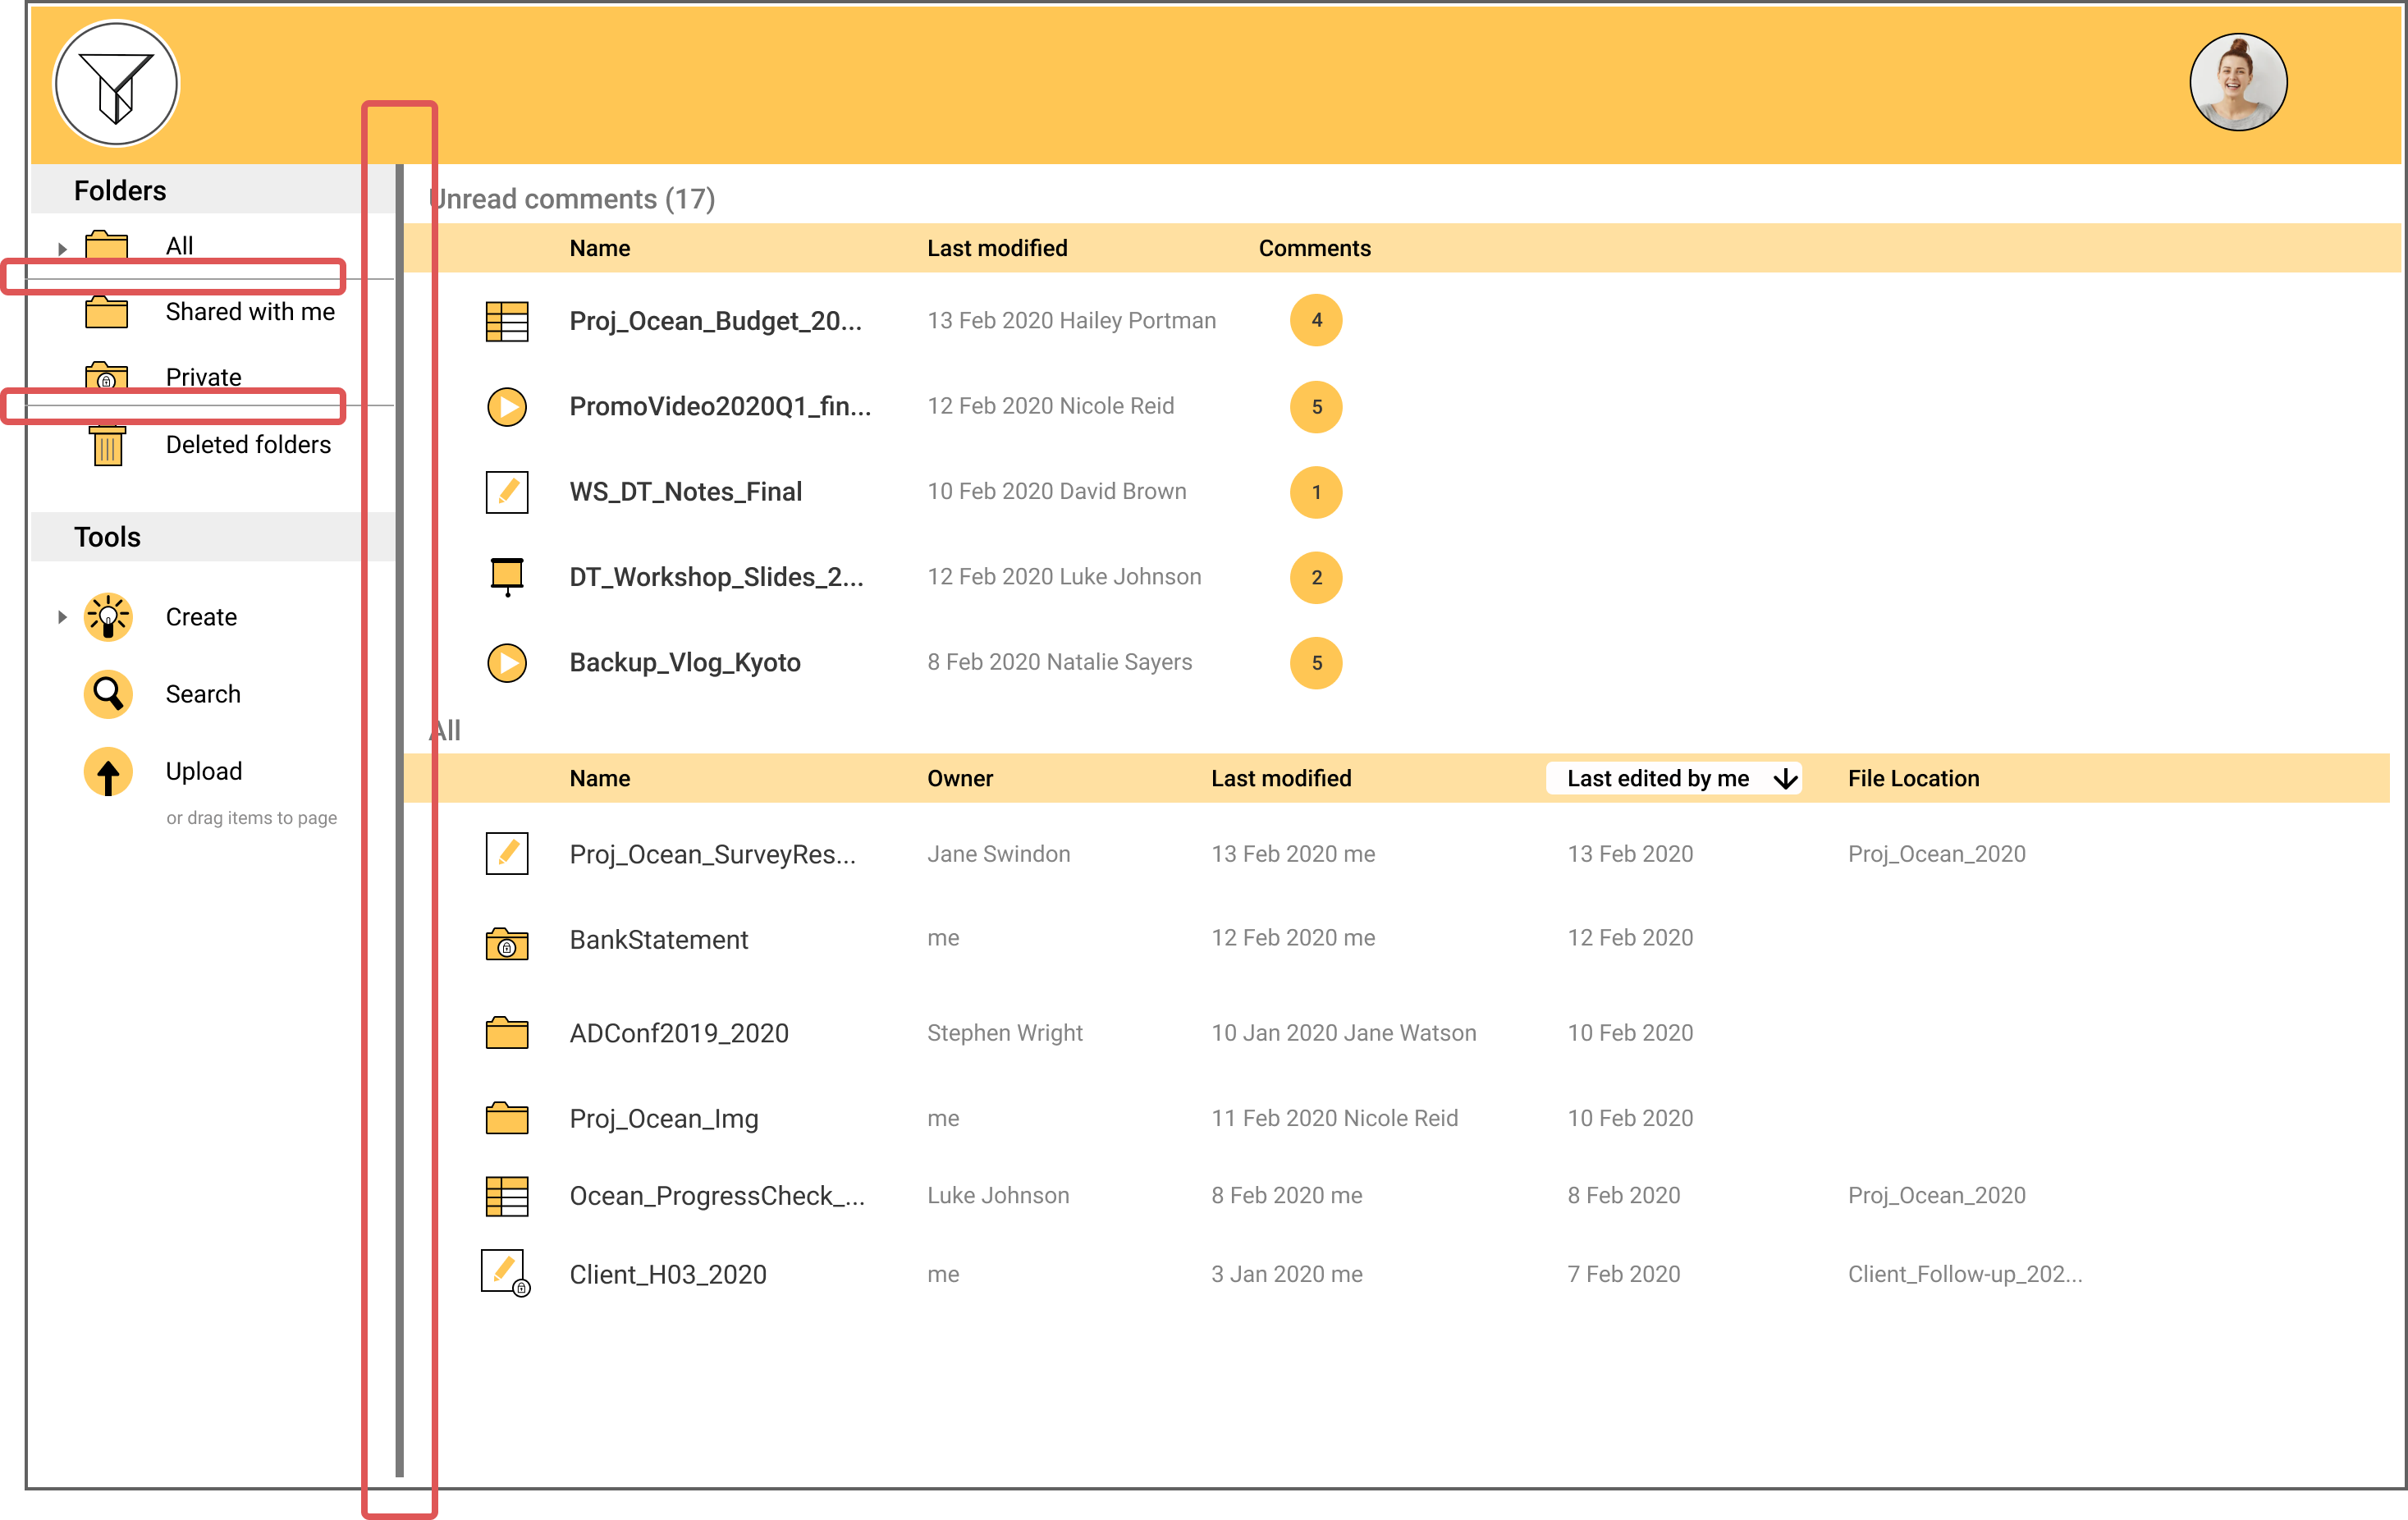 Folders
All
Shared with me
Private
Deleted folders
Tools
Create
Search
Upload
or drag items to page
Unread comments (17)
Name Last modified Comments
Proj_Ocean_Budget_20... 13 Feb 2020 Hailey Portman 4
PromoVideo2020Q1_fin... 12 Feb 2020 Nicole Reid 5
WS_DT_Notes_Final 10 Feb 2020 David Brown 1
DT_Workshop_Slides_2... 12 Feb 2020 Luke Johnson 2
Backup_Vlog_Kyoto 8 Feb 2020 Natalie Sayers 5
All
Name Owner Last modified Last edited by me File Location
Proj_Ocean_SurveyRes... Jane Swindon 13 Feb 2020 me 13 Feb 2020 Proj_Ocean_2020
BankStatement me 12 Feb 2020 me 12 Feb 2020
ADConf2019_2020 Stephen Wright 10 Jan 2020 Jane Watson 10 Feb 2020
Proj_Ocean_Img me 11 Feb 2020 Nicole Reid 10 Feb 2020
Ocean_ProgressCheck_... Luke Johnson 8 Feb 2020 me 8 Feb 2020 Proj_Ocean_2020
Client_H03_2020 me 3 Jan 2020 me 7 Feb 2020 Client_Follow-up_202...